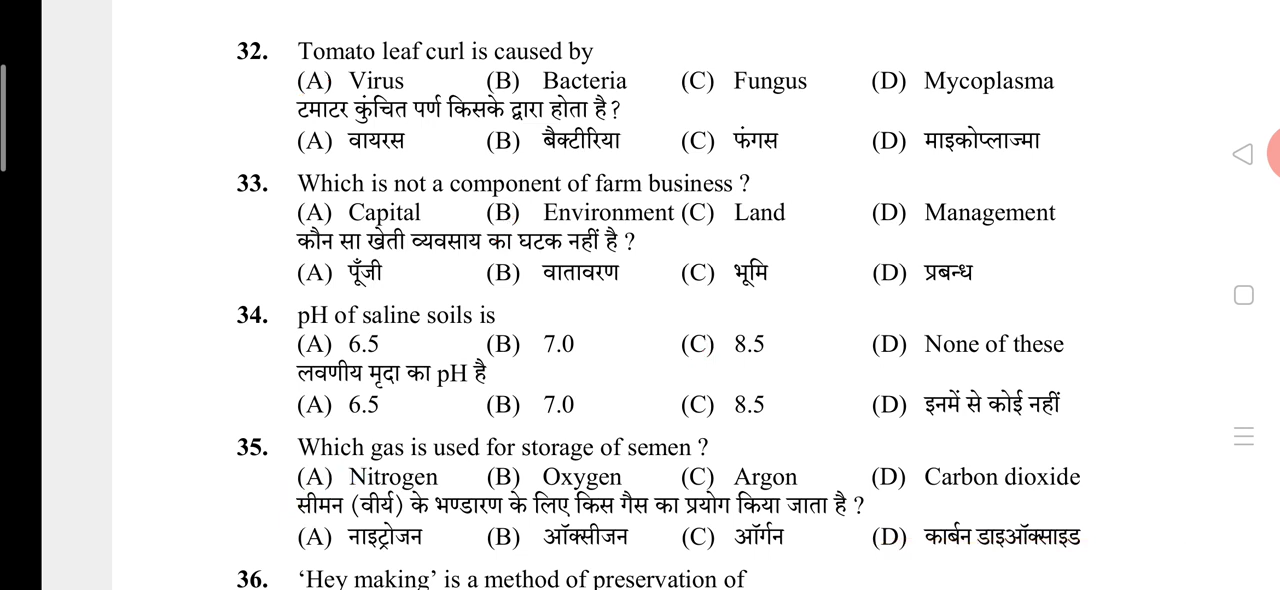 32. Tomato leaf curl is caused by
(A) Virus (B) Bacteria (C) Fungus (D) Mycoplasma
टमाटर कुंचित पर्ण किसके द्वारा होता है ?
(A) वायरस (B) बैक्टीरिया (C) फंगस (D) माइकोप्लाज्मा
33. Which is not a component of farm business ?
(A) Capital (B) Environment (C) Land (D) Management
कौन सा खेती व्यवसाय का घटक नहीं है ?
(A) पूँजी (B) वातावरण (C) भूमि (D) प्रबन्ध
34. pH of saline soils is
(A) 6.5 (B) 7.0 (C) 8.5 (D) None of these
लवणीय मृदा का pH है
(A) 6.5 (B) 7.0 (C) 8.5 (D) इनमें से कोई नहीं
35. Which gas is used for storage of semen ?
(A) Nitrogen (B) Oxygen (C) Argon (D) Carbon dioxide
सीमन (वीर्य) के भण्डारण के लिए किस गैस का प्रयोग किया जाता है ?
(A) नाइट्रोजन (B) ऑक्सीजन (C) ऑर्गन (D) कार्बन डाइऑक्साइड
36. ‘Hey making’ is a method of preservation of